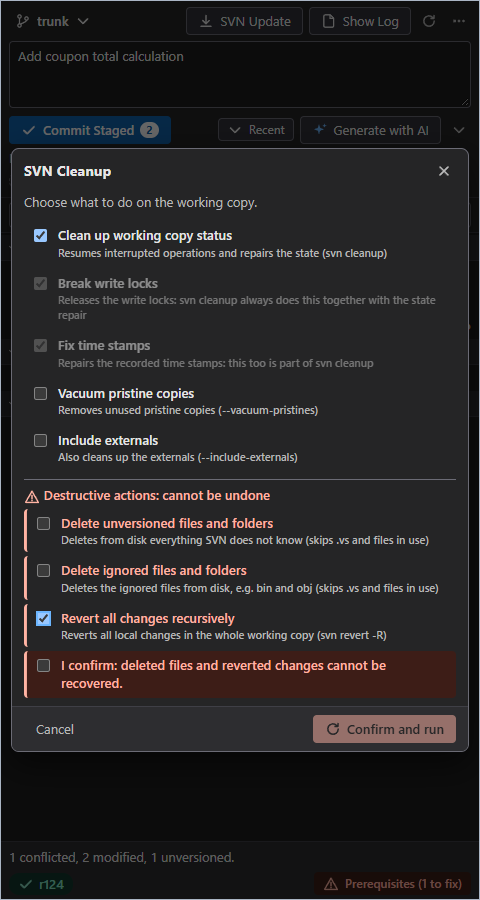 trunk
SVN Update
Show Log
Add coupon total calculation
Commit Staged 2
Recent
Generate with AI
SVN Cleanup
Choose what to do on the working copy.
Clean up working copy status
Resumes interrupted operations and repairs the state (svn cleanup)
Break write locks
Releases the write locks: svn cleanup always does this together with the state
repair
Fix time stamps
Repairs the recorded time stamps: this too is part of svn cleanup
Vacuum pristine copies
Removes unused pristine copies (--vacuum-pristines)
Include externals
Also cleans up the externals (--include-externals)
Destructive actions: cannot be undone
Delete unversioned files and folders
Deletes from disk everything SVN does not know (skips .vs and files in use)
Delete ignored files and folders
Deletes the ignored files from disk, e.g. bin and obj (skips .vs and files in use)
Revert all changes recursively
Reverts all local changes in the whole working copy (svn revert -R)
I confirm: deleted files and reverted changes cannot be
recovered.
Cancel
Confirm and run
1 conflicted, 2 modified, 1 unversioned.
r124
Prerequisites (1 to fix)